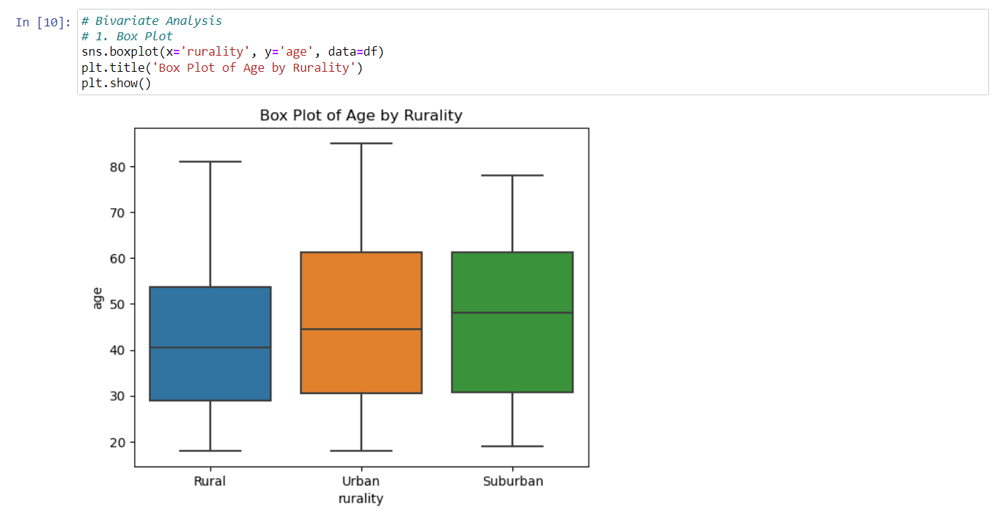 In [10]:
# Bivariate Analysis
# 1. Box Plot
sns.boxplot(x='rurality', y='age', data=df)
plt.title('Box Plot of Age by Rurality')
plt.show()
Box Plot of Age by Rurality
80
70
60
50
40
30
20
age
Rural
Urban
Suburban
rurality